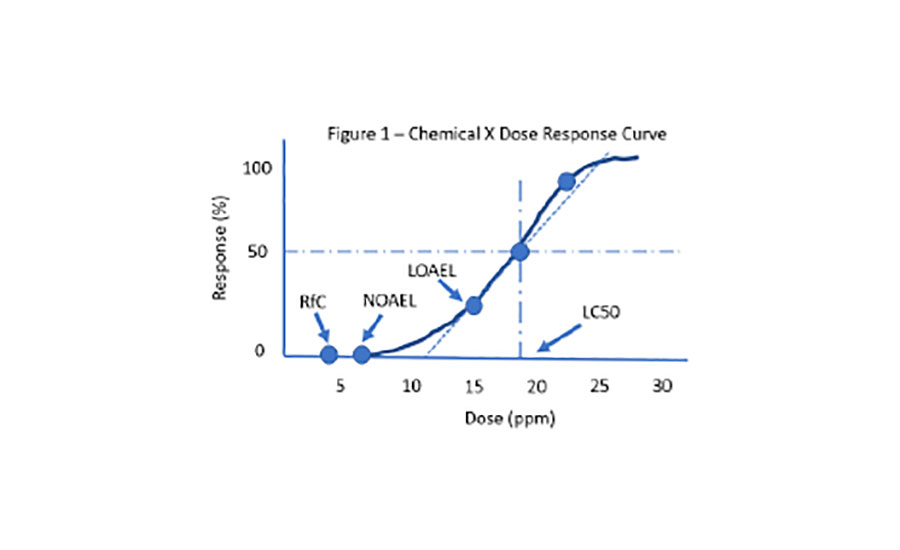 Figure 1 – Chemical X Dose Response Curve
100
50
0
Response (%)
RfC
NOAEL
LOAEL
LC50
5 10 15 20 25 30
Dose (ppm)